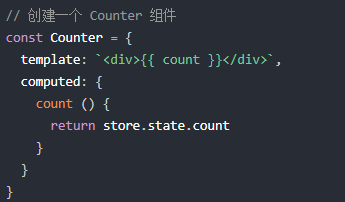 // 创建一个 Counter 组件
const Counter = {
  template: `<div>{{ count }}</div>`,
  computed: {
    count () {
      return store.state.count
    }
  }
}